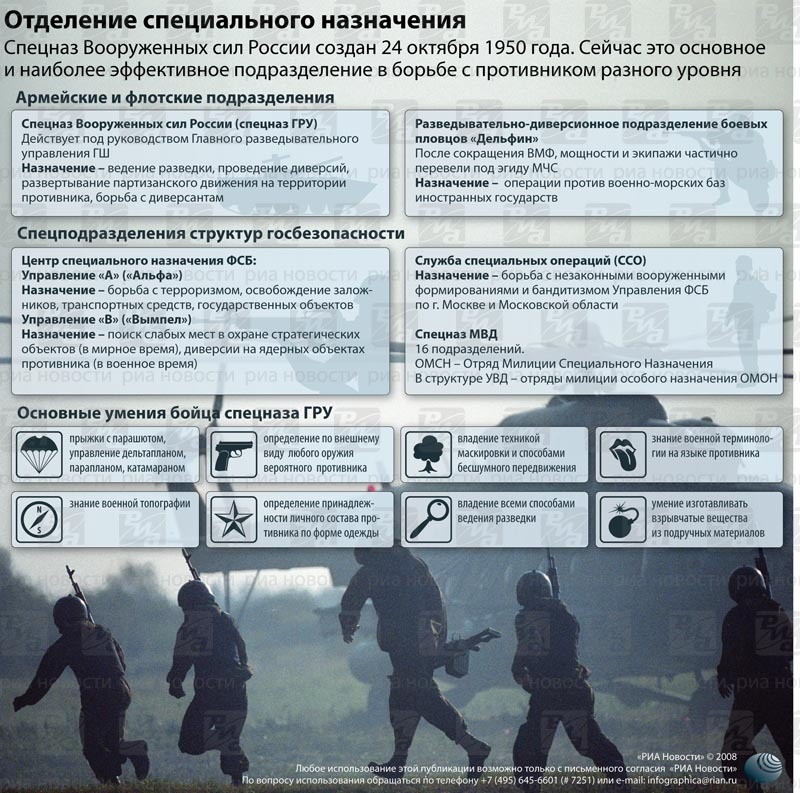 Отделение специального назначения
Спецназ Вооруженных сил России создан 24 октября 1950 года. Сейчас это основное
и наиболее эффективное подразделение в борьбе с противником разного уровня
Армейские и флотские подразделения
Спецназ Вооруженных сил России (спецназ ГРУ)
Действует под руководством Главного разведывательного
управления ГШ
Назначение – ведение разведки, проведение диверсий,
развертывание партизанского движения на территории
противника, борьба с диверсантам
Разведывательно-диверсионное подразделение боевых
пловцов «Дельфин»
После сокращения ВМФ, мощности и экипажи частично
перевели под эгиду МЧС
Назначение – операции против военно-морских баз
иностранных государств
Спецподразделения структур госбезопасности
Центр специального назначения ФСБ:
Управление «А» («Альфа»)
Назначение – борьба с терроризмом, освобождение залож-
ников, транспортных средств, государственных объектов
Управление «В» («Вымпел»)
Назначение – поиск слабых мест в охране стратегических
объектов (в мирное время), диверсии на ядерных объектах
противника (в военное время)
Служба специальных операций (ССО)
Назначение – борьба с незаконными вооруженными
формированиями и бандитизмом Управления ФСБ
по г. Москве и Московской области
Спецназ МВД
16 подразделений.
ОМСН – Отряд Милиции Специального Назначения
В структуре УВД – отряды милиции особого назначения ОМОН
Основные умения бойца спецназа ГРУ
прыжки с парашютом,
управление дельтапланом,
парапланом, катамараном
определение по внешнему
виду любого оружия
вероятного противника
владение техникой
маскировки и способами
бесшумного передвижения
знание военной терминоло-
гии на языке противника
N
S
знание военной топографии
определение принадлеж-
ности личного состава про-
тивника по форме одежды
владение всеми способами
ведения разведки
умение изготавливать
взрывчатые вещества
из подручных материалов
«РИА Новости» © 2008
Любое использование этой публикации возможно только с письменного согласия «РИА Новости»
По вопросу использования обращаться по телефону +7 (495) 645-6601 (# 7251) или e-mail: infographica@rian.ru